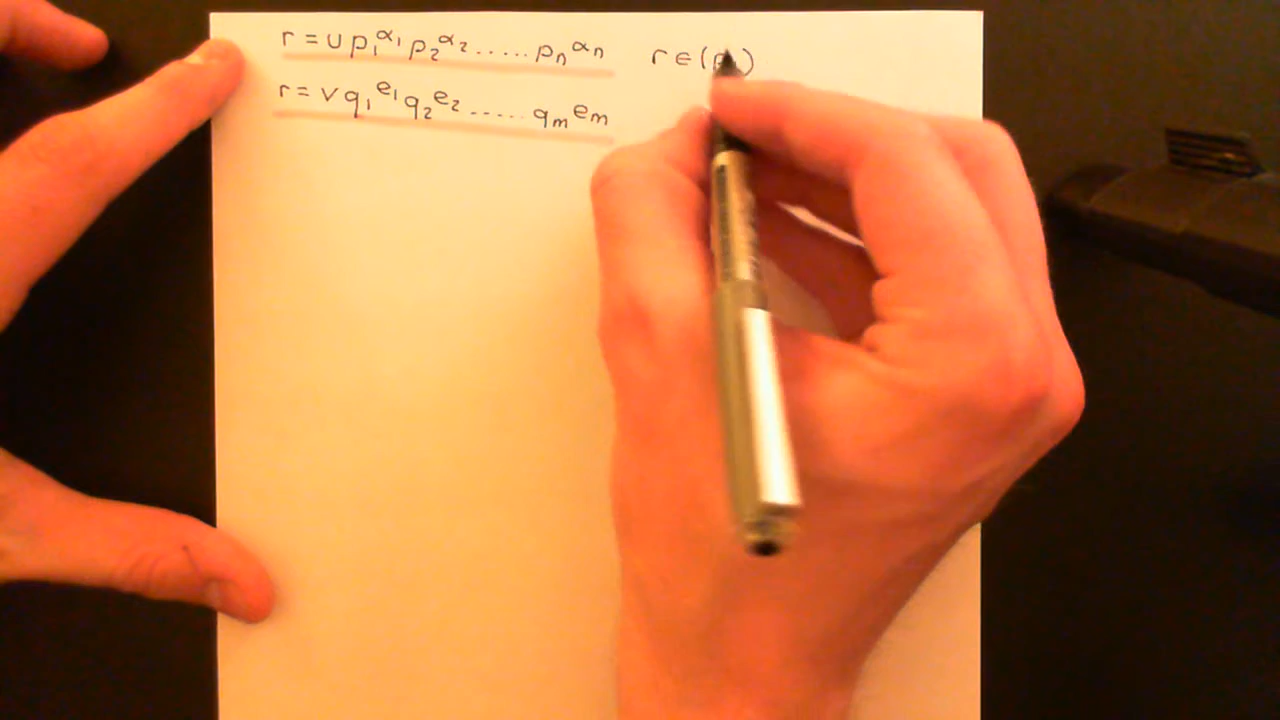 r = u p₁^α₁ p₂^α₂ ...... pₙ^αₙ r ∈ (p )
r = v q₁^e₁ q₂^e₂ ...... qₘ^eₘ